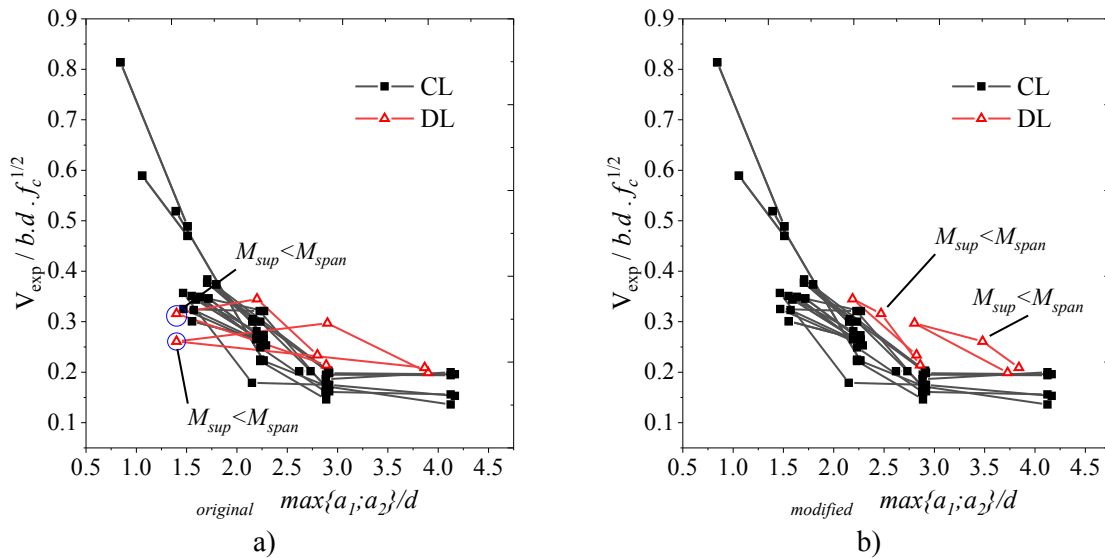 0.9
0.8
0.7
0.6
0.5
0.4
0.3
0.2
0.1
V_exp / b.d . f_c^1/2
CL
DL
M_sup<M_span
M_sup<M_span
0.5 1.0 1.5 2.0 2.5 3.0 3.5 4.0 4.5
original max{a_1;a_2}/d
a)
0.9
0.8
0.7
0.6
0.5
0.4
0.3
0.2
0.1
V_exp / b.d . f_c^1/2
CL
DL
M_sup<M_span
M_sup<M_span
0.5 1.0 1.5 2.0 2.5 3.0 3.5 4.0 4.5
modified max{a_1;a_2}/d
b)